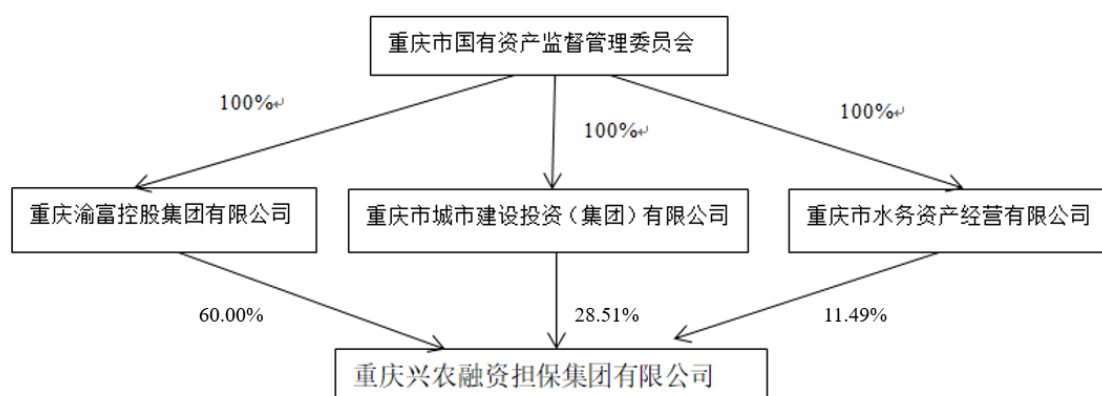 重庆市国有资产监督管理委员会
100%↵
100%↵
100%↵
重庆渝富控股集团有限公司
重庆市城市建设投资（集团）有限公司
重庆市水务资产经营有限公司
60.00%
28.51%
11.49%
重庆兴农融资担保集团有限公司